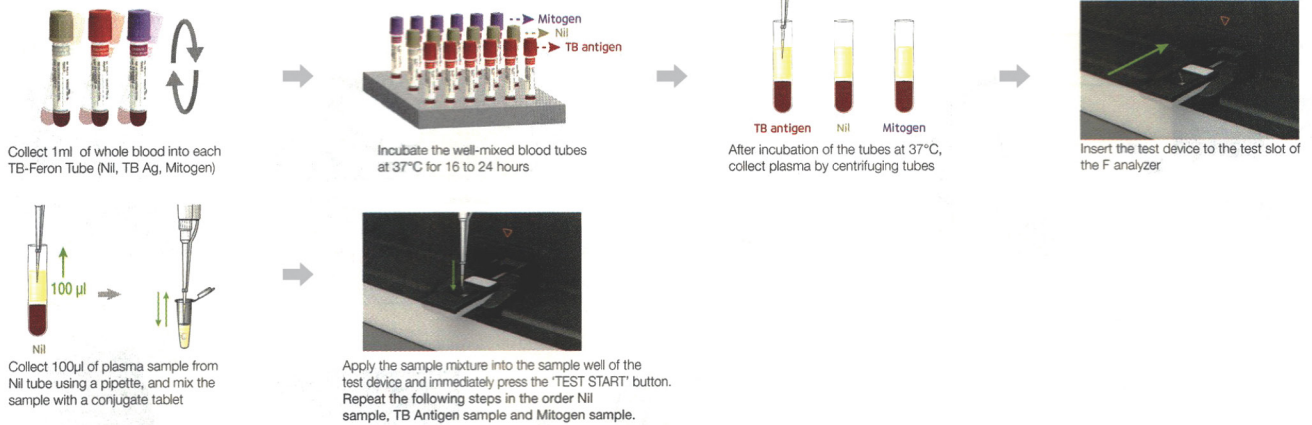 Mitogen
Nil
TB antigen
Collect 1ml of whole blood into each
TB-Feron Tube (Nil, TB Ag, Mitogen)
Incubate the well-mixed blood tubes
at 37°C for 16 to 24 hours
TB antigen
Nil
Mitogen
After incubation of the tubes at 37°C,
collect plasma by centrifuging tubes
Insert the test device to the test slot of
the F analyzer
100 µl
C
Nil
Collect 100µl of plasma sample from
Nil tube using a pipette, and mix the
sample with a conjugate tablet
Apply the sample mixture into the sample well of the
test device and immediately press the 'TEST START' button.
Repeat the following steps in the order Nil
sample, TB Antigen sample and Mitogen sample.